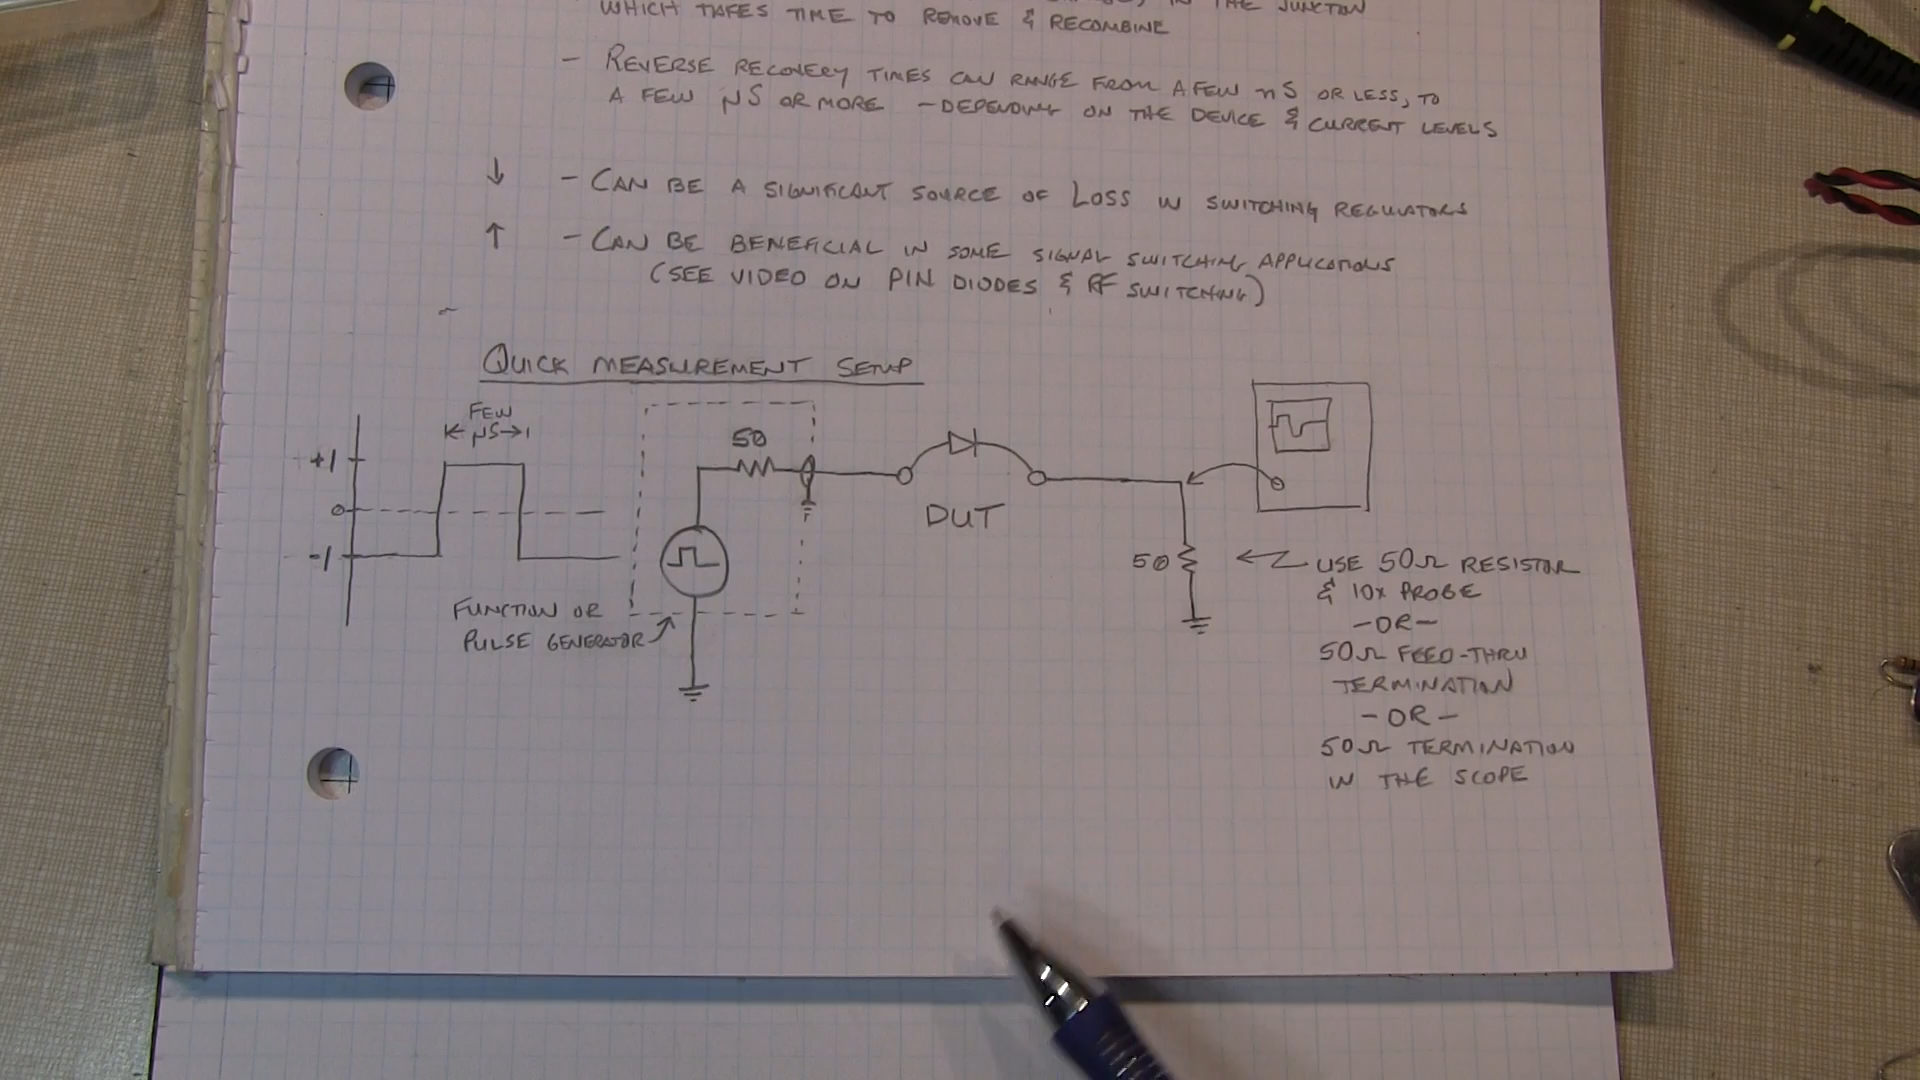 IN THE JUNCTION
WHICH TAKES TIME TO REMOVE & RECOMBINE
- REVERSE RECOVERY TIMES CAN RANGE FROM A FEW nS OR LESS, TO
A FEW µS OR MORE - DEPENDING ON THE DEVICE & CURRENT LEVELS
↓ - CAN BE A SIGNIFICANT SOURCE OF LOSS IN SWITCHING REGULATORS
↑ - CAN BE BENEFICIAL IN SOME SIGNAL SWITCHING APPLICATIONS
(SEE VIDEO ON PIN DIODES & RF SWITCHING)
QUICK MEASUREMENT SETUP
FEW
µS
+1
0
-1
50
FUNCTION OR
PULSE GENERATOR
DUT
50
USE 50Ω RESISTOR
& 10x PROBE
-OR-
50Ω FEED-THRU
TERMINATION
-OR-
50Ω TERMINATION
IN THE SCOPE